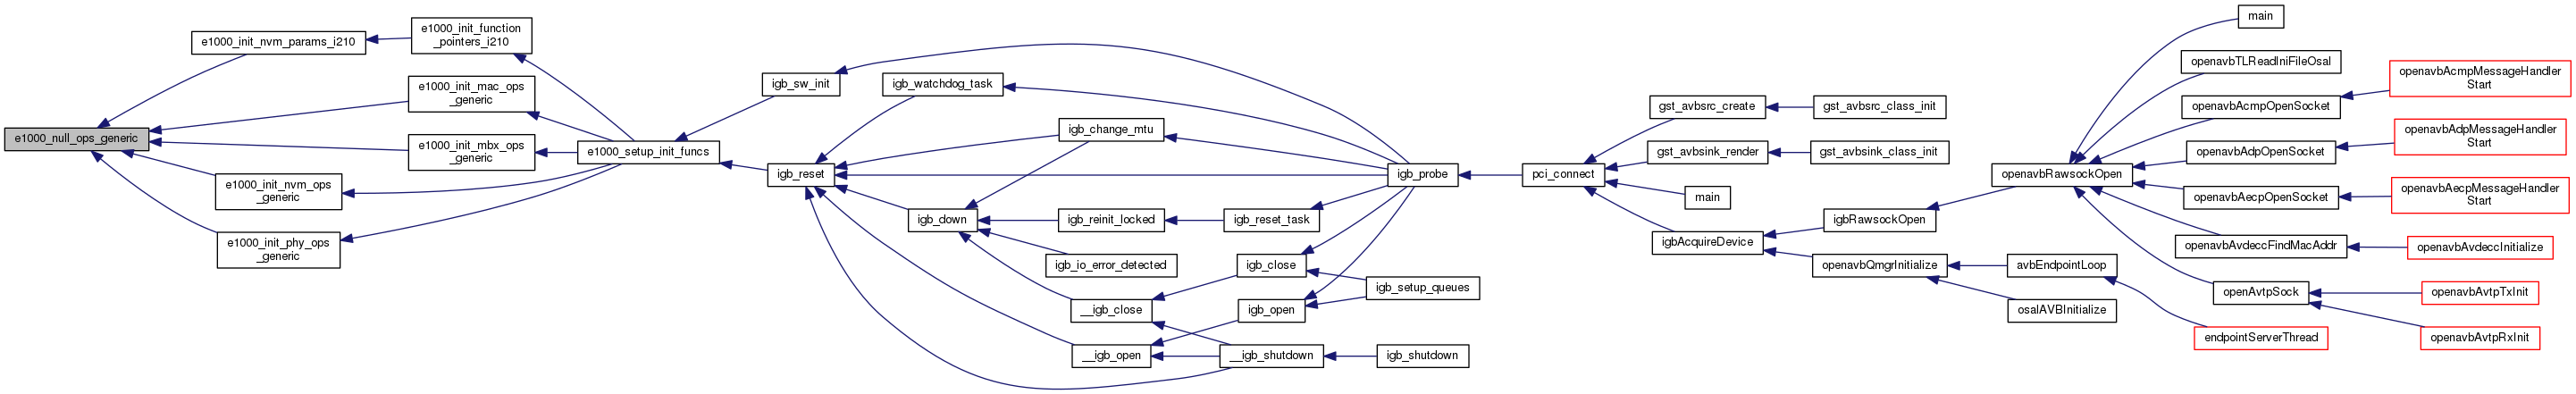 e1000_null_ops_generic
e1000_init_nvm_params_i210
e1000_init_function
_pointers_i210
e1000_init_mac_ops
_generic
e1000_init_mbx_ops
_generic
e1000_init_nvm_ops
_generic
e1000_init_phy_ops
_generic
e1000_setup_init_funcs
igb_sw_init
igb_reset
igb_watchdog_task
igb_change_mtu
igb_down
igb_reinit_locked
igb_reset_task
igb_io_error_detected
igb_close
__igb_close
igb_open
igb_setup_queues
__igb_open
__igb_shutdown
igb_shutdown
igb_probe
pci_connect
gst_avbsrc_create
gst_avbsrc_class_init
gst_avbsink_render
gst_avbsink_class_init
main
igbAcquireDevice
igbRawsockOpen
openavbQmgrInitialize
avbEndpointLoop
osalAVBInitialize
openavbRawsockOpen
main
openavbTLReadIniFileOsal
openavbAcmpOpenSocket
openavbAcmpMessageHandler
Start
openavbAdpOpenSocket
openavbAdpMessageHandler
Start
openavbAecpOpenSocket
openavbAecpMessageHandler
Start
openavbAvdeccFindMacAddr
openavbAvdeccInitialize
openAvtpSock
openavbAvtpTxInit
openavbAvtpRxInit
endpointServerThread